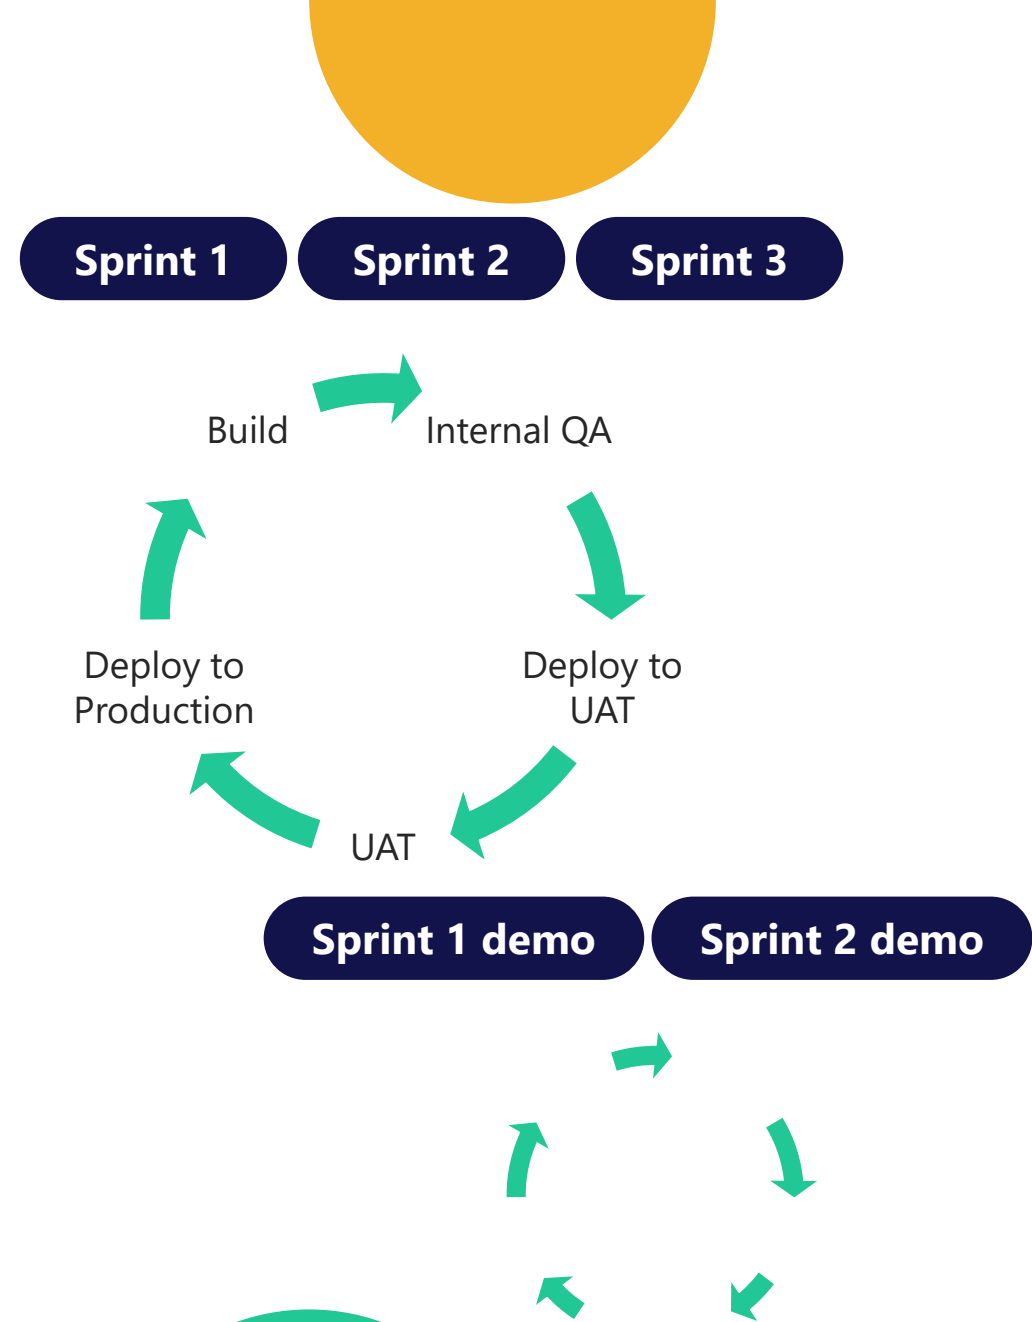 Sprint 1
Sprint 2
Sprint 3
Build
Internal QA
Deploy to
Production
Deploy to
UAT
UAT
Sprint 1 demo
Sprint 2 demo